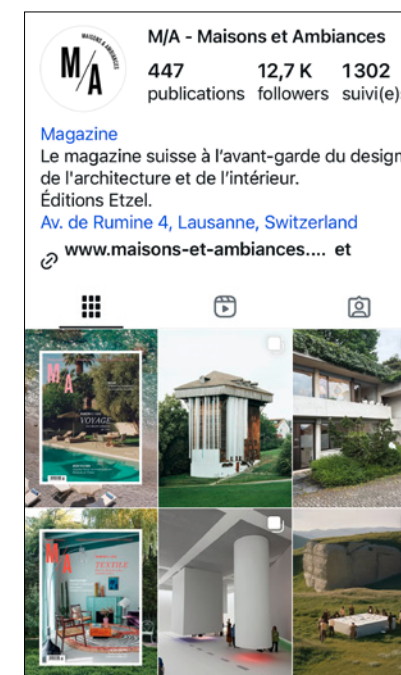 MAISONS & AMBIANCES
M/A
M/A - Maisons et Ambiances
447 12,7 K 1302
publications followers suivi(e)s
Magazine
Le magazine suisse à l'avant-garde du design
de l'architecture et de l'intérieur.
Éditions Etzel.
Av. de Rumine 4, Lausanne, Switzerland
www.maisons-et-ambiances.... et
M/A
VOYAGE
M/A
TEXTILE